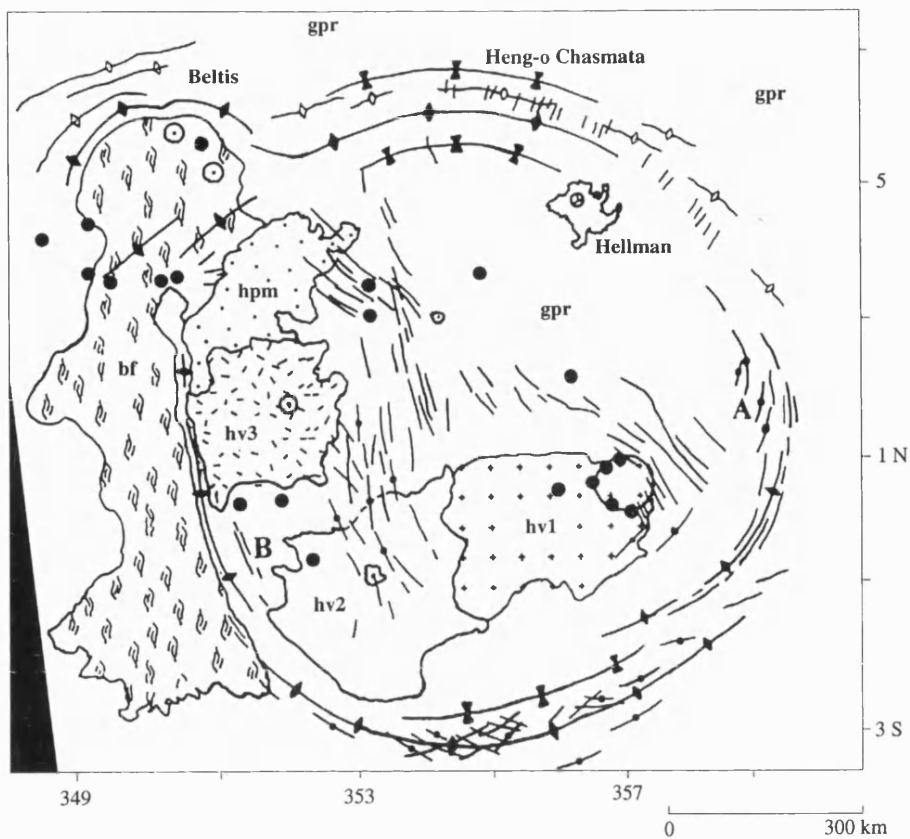 gpr
Heng-o Chasmata
Beltis
gpr
5
Hellman
hpm
gpr
bf
A
hv3
1 N
hv1
B
hv2
3 S
349
353
357
0
300 km